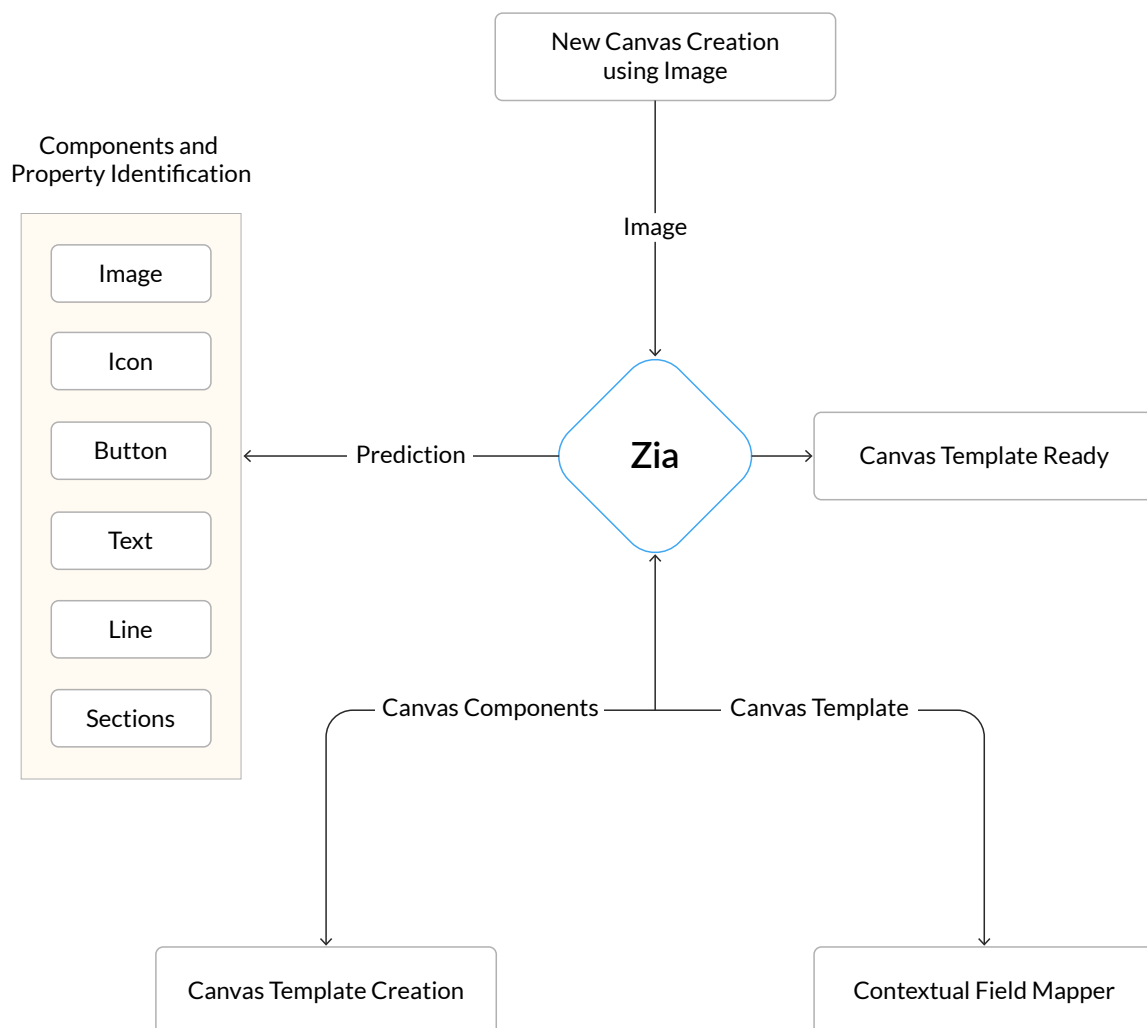 New Canvas Creation
using Image
Components and
Property Identification
Image
Image
Icon
Button
Text
Line
Sections
Prediction
Zia
Canvas Template Ready
Canvas Components
Canvas Template
Canvas Template Creation
Contextual Field Mapper